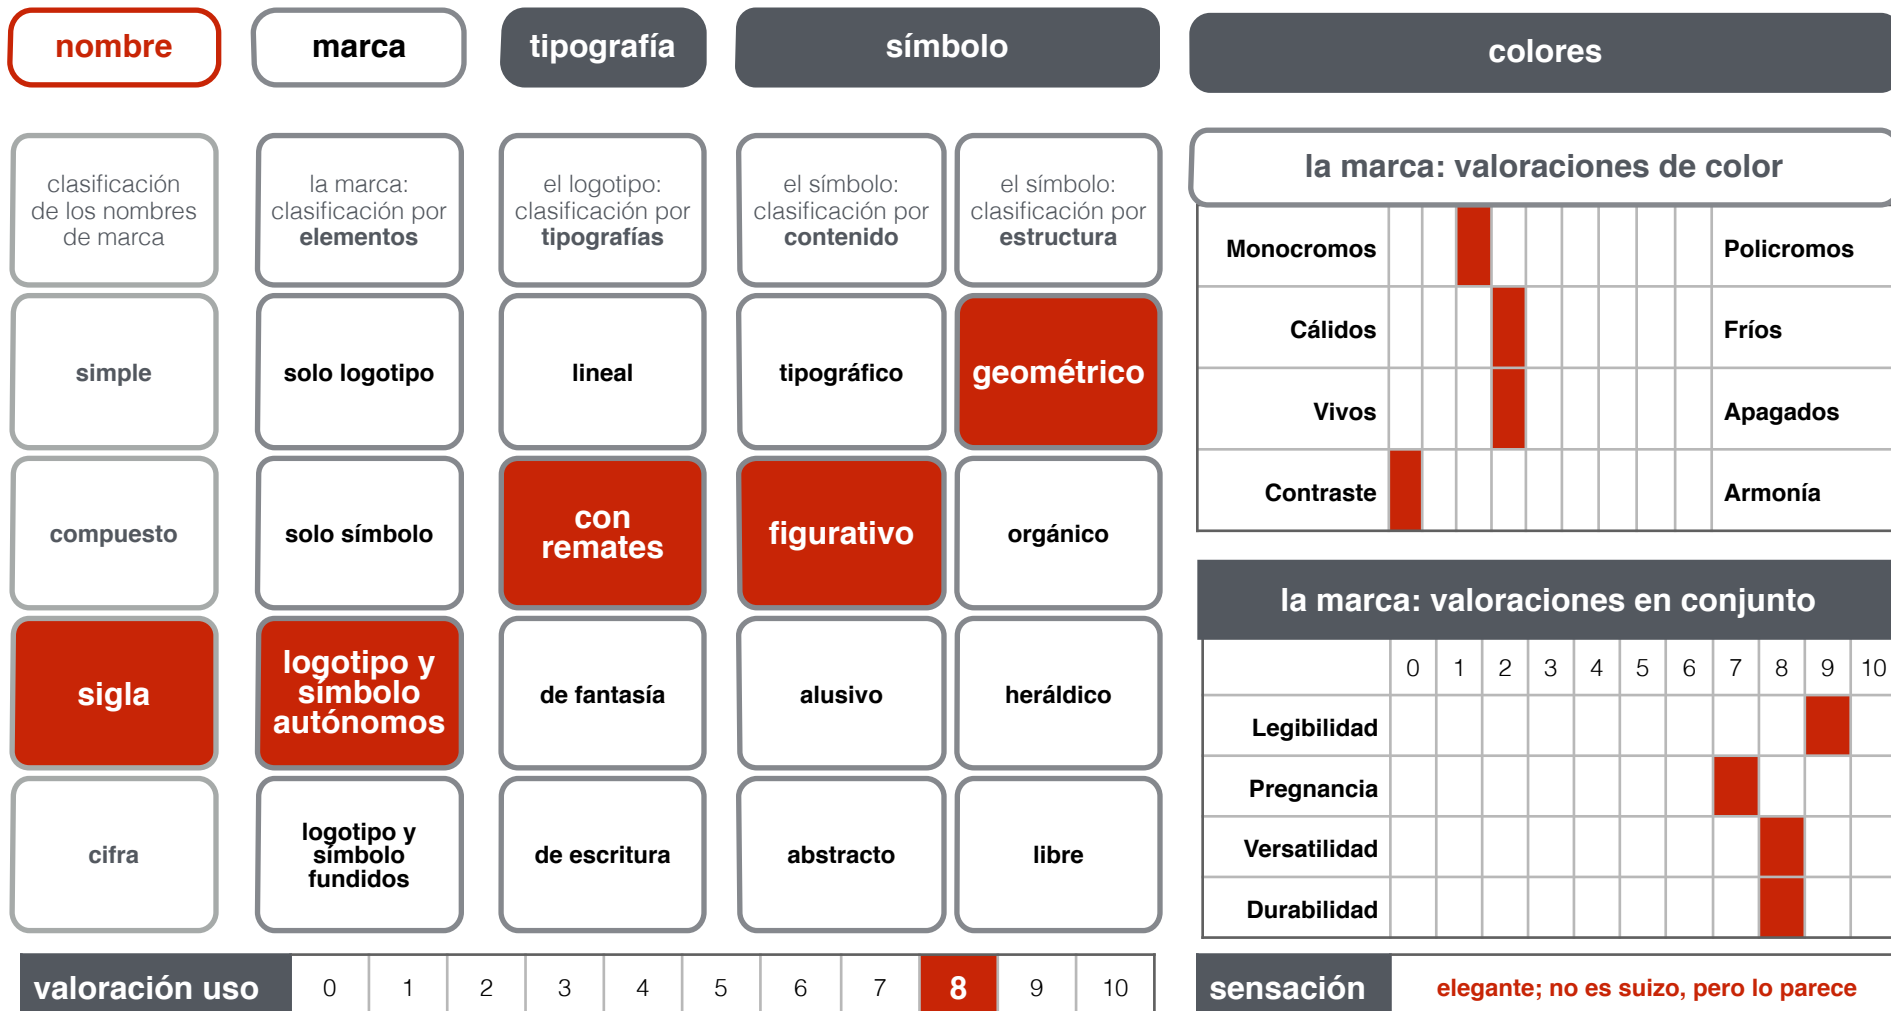 nombre
marca
tipografía
símbolo
colores
clasificación
de los nombres
de marca
la marca:
clasificación por
elementos
el logotipo:
clasificación por
tipografías
el símbolo:
clasificación por
contenido
el símbolo:
clasificación por
estructura
simple
solo logotipo
lineal
tipográfico
geométrico
compuesto
solo símbolo
con
remates
figurativo
orgánico
sigla
logotipo y
símbolo
autónomos
de fantasía
alusivo
heráldico
cifra
logotipo y
símbolo
fundidos
de escritura
abstracto
libre
valoración uso 0 1 2 3 4 5 6 7 8 9 10
la marca: valoraciones de color
Monocromos Policromos
Cálidos Fríos
Vivos Apagados
Contraste Armonía
la marca: valoraciones en conjunto
0 1 2 3 4 5 6 7 8 9 10
Legibilidad
Pregnancia
Versatilidad
Durabilidad
sensación elegante; no es suizo, pero lo parece